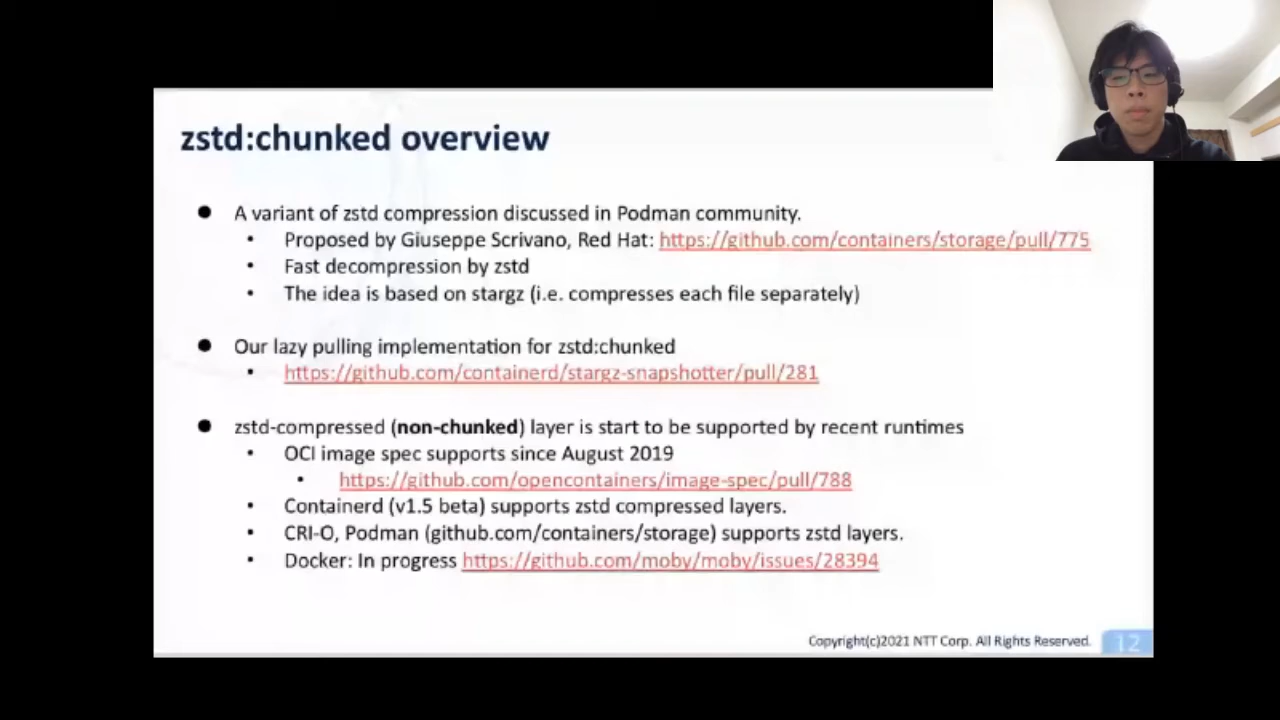 zstd:chunked overview
● A variant of zstd compression discussed in Podman community.
• Proposed by Giuseppe Scrivano, Red Hat: https://github.com/containers/storage/pull/775
• Fast decompression by zstd
• The idea is based on stargz (i.e. compresses each file separately)
● Our lazy pulling implementation for zstd:chunked
• https://github.com/containerd/stargz-snapshotter/pull/281
● zstd-compressed (non-chunked) layer is start to be supported by recent runtimes
• OCI image spec supports since August 2019
• https://github.com/opencontainers/image-spec/pull/788
• Containerd (v1.5 beta) supports zstd compressed layers.
• CRI-O, Podman (github.com/containers/storage) supports zstd layers.
• Docker: In progress https://github.com/moby/moby/issues/28394
Copyright(c)2021 NTT Corp. All Rights Reserved.
12